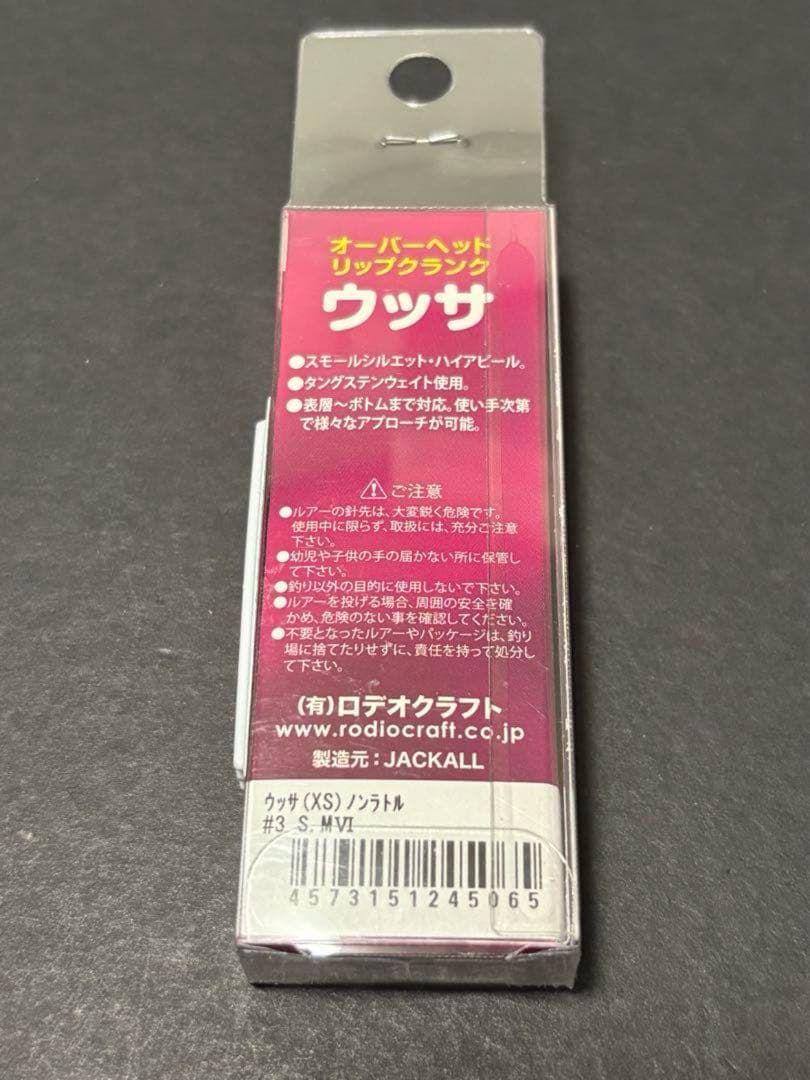 オーバーヘッド
リップクランク
ウッサ
●スモールシルエット・ハイアピール。
●タングステンウェイト使用。
●表層～ボトムまで対応。使い手次第
で様々なアプローチが可能。
⚠ご注意
●ルアーの針先は、大変鋭く危険です。
使用中に限らず、取扱には、充分ご注意
下さい。
●幼児や子供の手の届かない所に保管し
て下さい。
●釣り以外の目的に使用しないで下さい。
●ルアーを投げる場合、周囲の安全を確
かめ、危険のない事を確認してください。
●不要となったルアーやパッケージは、釣り
場に捨てたりせずに、責任を持って処分し
て下さい。
(有)ロデオクラフト
www.rodiocraft.co.jp
製造元：JACKALL
ウッサ(XS)ノンラトル
#3 S.MⅥ
4573151245065